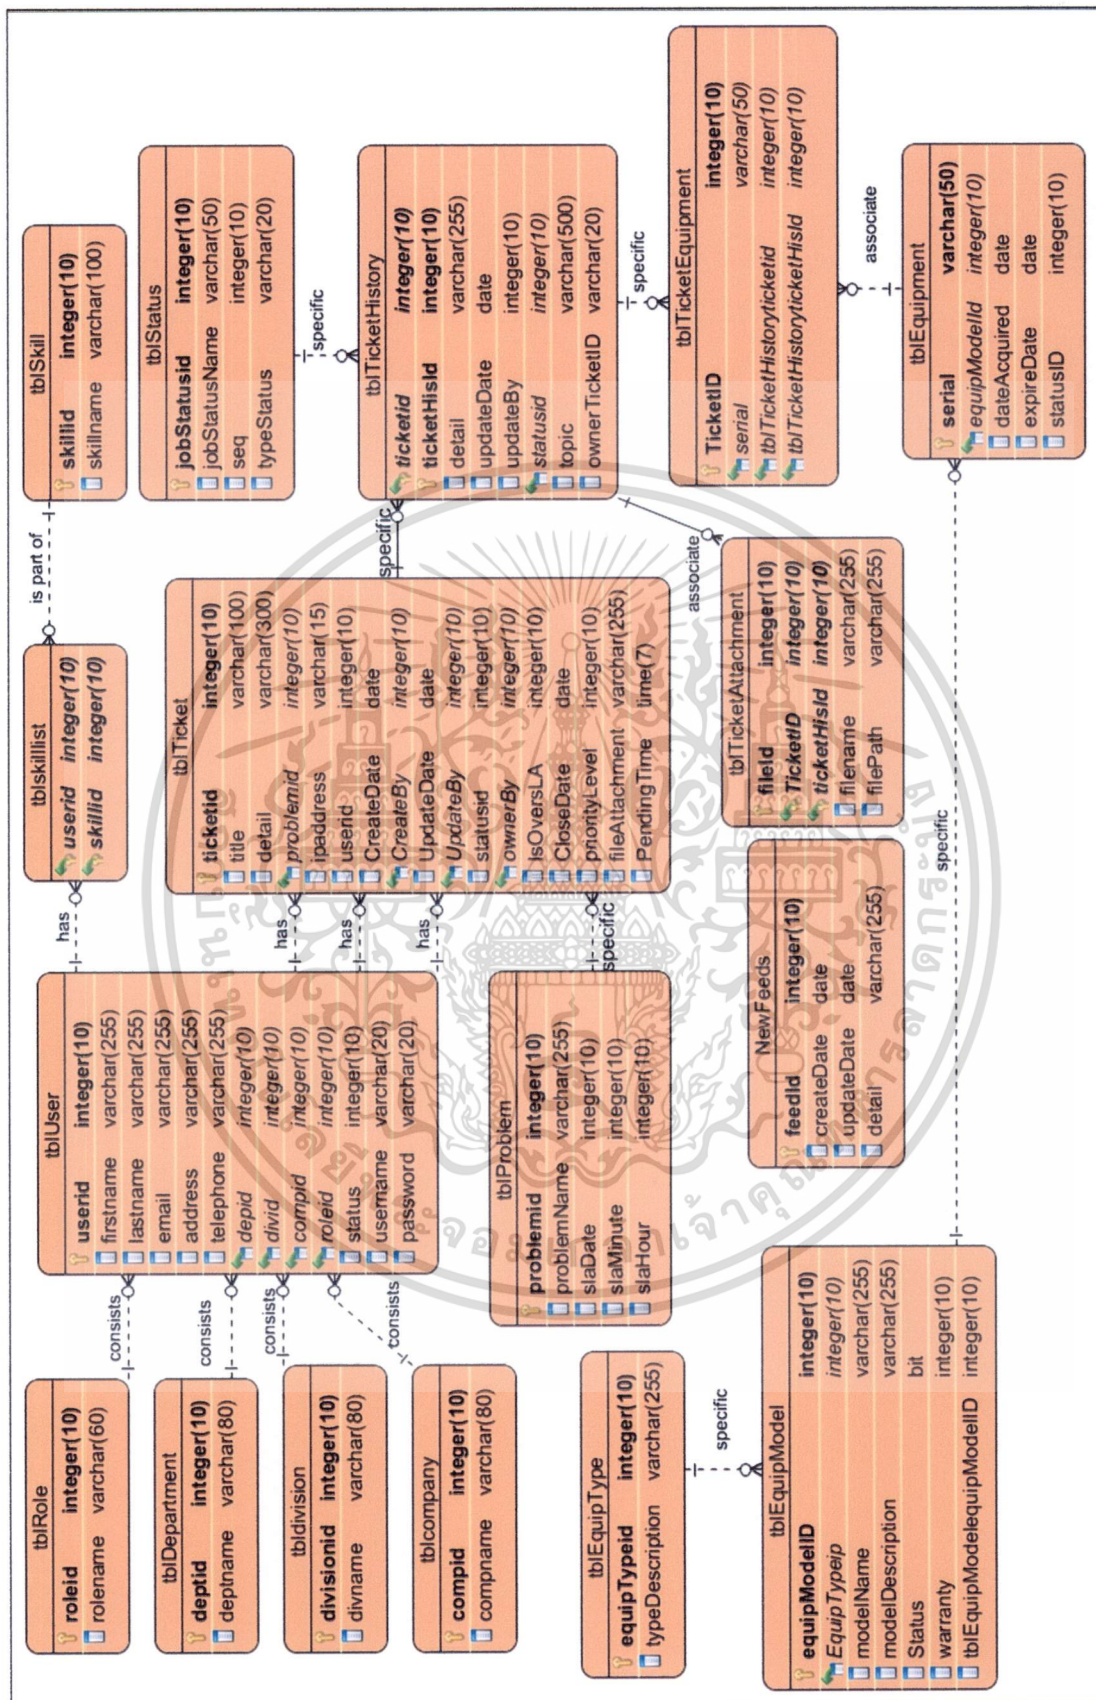 tblRole
roleid integer(10)
rolename varchar(60)
tblDepartment
deptid integer(10)
deptname varchar(80)
tbldivision
divisionid integer(10)
divname varchar(80)
tblcompany
compid integer(10)
compname varchar(80)
consists
consists
consists
consists
tblUser
userid integer(10)
firstname varchar(255)
lastname varchar(255)
email varchar(255)
address varchar(255)
telephone varchar(255)
depid integer(10)
divid integer(10)
compid integer(10)
roleid integer(10)
status integer(10)
username varchar(20)
password varchar(20)
has
has
has
has
tblskillist
userid integer(10)
skillid integer(10)
is part of
tblSkill
skillid integer(10)
skillname varchar(100)
tblStatus
jobStatusid integer(10)
jobStatusName varchar(50)
seq integer(10)
typeStatus varchar(20)
specific
tblTicket
ticketid integer(10)
title varchar(100)
detail varchar(300)
problemid integer(10)
ipaddress varchar(15)
userid integer(10)
CreateDate date
CreateBy integer(10)
UpdateDate date
UpdateBy integer(10)
statusid integer(10)
ownerBy integer(10)
IsOversLA integer(10)
CloseDate date
priorityLevel integer(10)
fileAttachment varchar(255)
PendingTime time(7)
specific
specific
tblTicketHistory
ticketid integer(10)
ticketHisId integer(10)
detail varchar(255)
updateDate date
updateBy integer(10)
statusid integer(10)
topic varchar(500)
ownerTicketID varchar(20)
specific
associate
tblProblem
problemid integer(10)
problemName varchar(255)
slaDate integer(10)
slaMinute integer(10)
slaHour integer(10)
NewFeeds
feedId integer(10)
createDate date
updateDate date
detail varchar(255)
tblTicketAttachment
fileId integer(10)
TicketID integer(10)
ticketHisId integer(10)
filename varchar(255)
filePath varchar(255)
tblTicketEquipment
TicketID integer(10)
serial varchar(50)
tblTicketHistoryticketid integer(10)
tblTicketHistoryticketHisId integer(10)
associate
tblEquipType
equipTypeid integer(10)
typeDescription varchar(255)
specific
tblEquipModel
equipModelID integer(10)
EquipTypeip integer(10)
modelName varchar(255)
modelDescription varchar(255)
Status bit
warranty integer(10)
tblEquipModelequipModelID integer(10)
specific
tblEquipment
serial varchar(50)
equipModelId integer(10)
dateAcquired date
expireDate date
statusID integer(10)